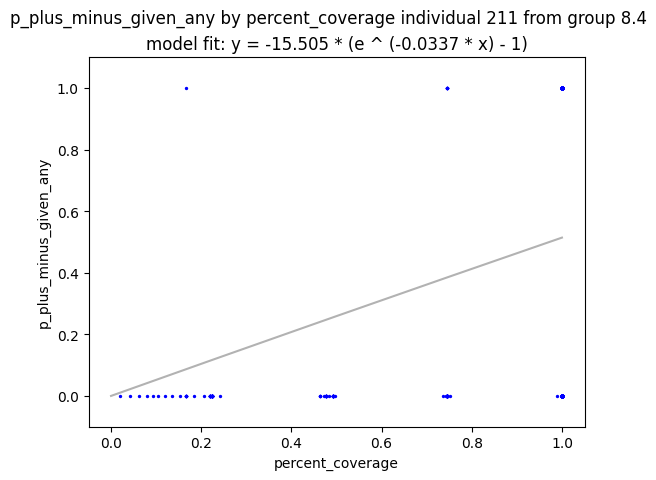 p_plus_minus_given_any by percent_coverage individual 211 from group 8.4
model fit: y = -15.505 * (e ^ (-0.0337 * x) - 1)
1.0
0.8
0.6
0.4
0.2
0.0
p_plus_minus_given_any
0.0 0.2 0.4 0.6 0.8 1.0
percent_coverage